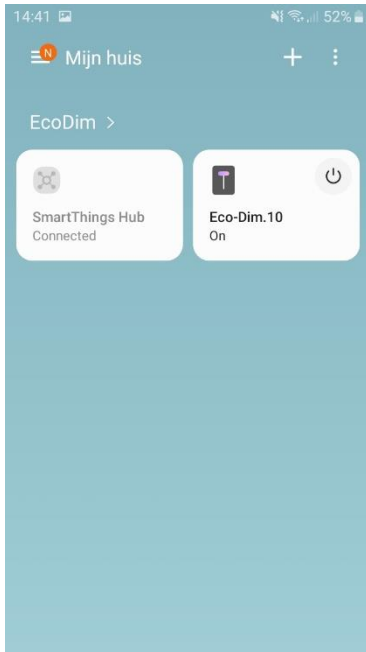 14:41 52%
N Mijn huis
EcoDim >
SmartThings Hub
Connected
Eco-Dim.10
On